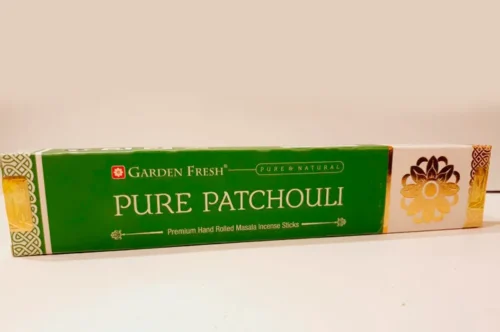 GARDEN FRESH®
PURE & NATURAL
PURE PATCHOULI
Premium Hand Rolled Masala Incense Sticks